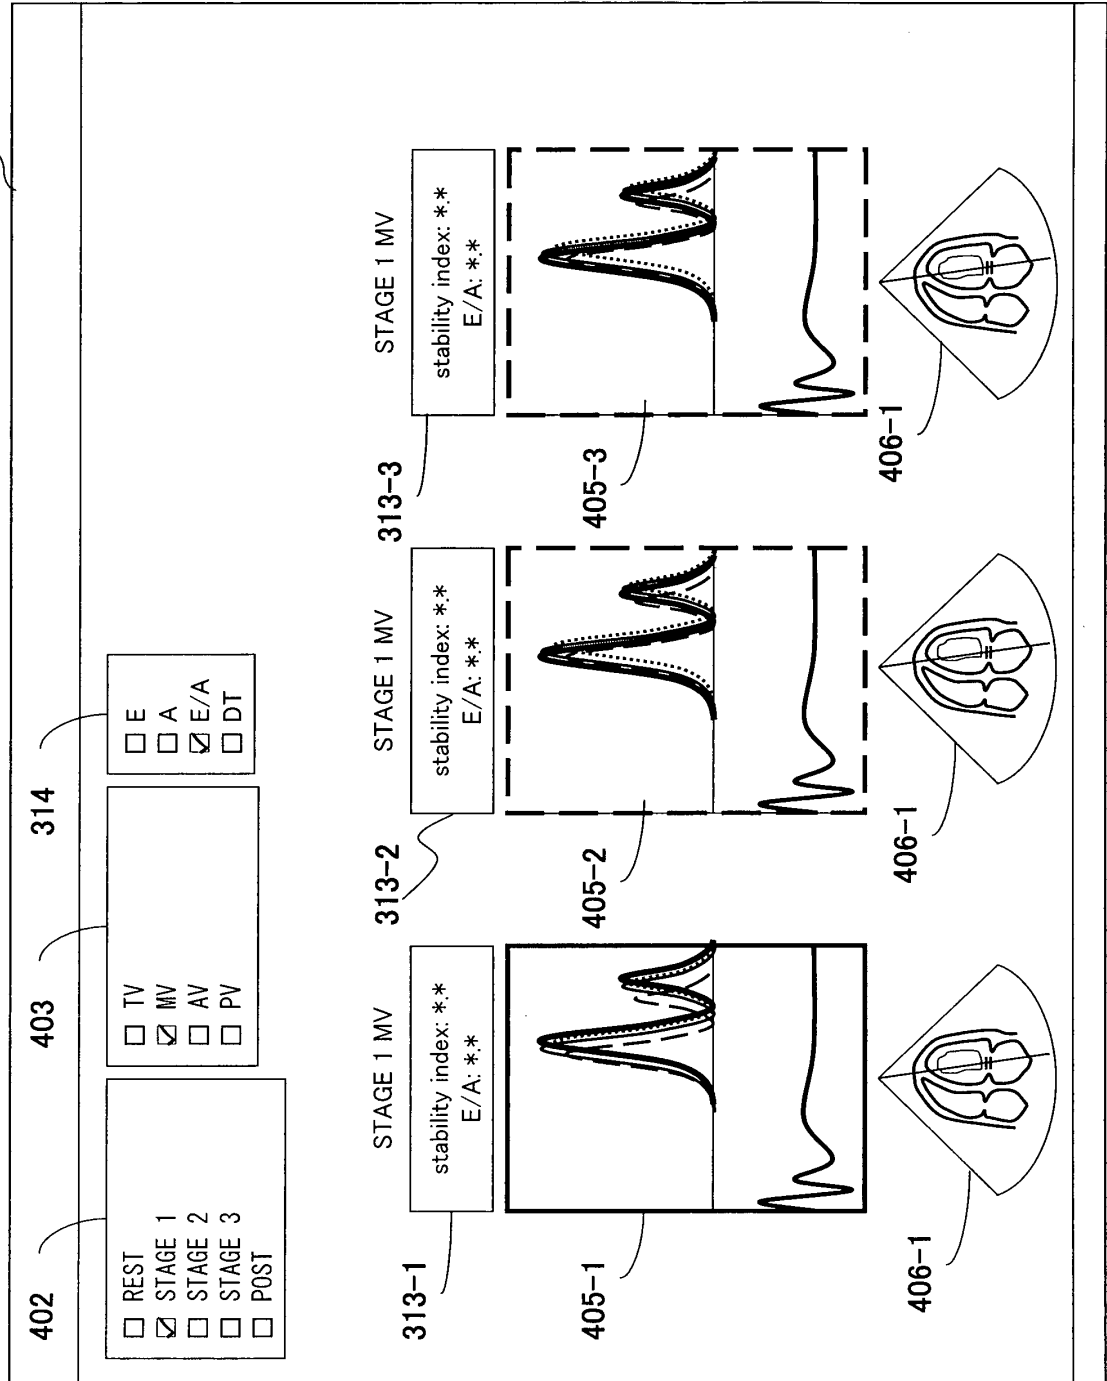 402
403
314
☐ REST
☑ STAGE 1
☐ STAGE 2
☐ STAGE 3
☐ POST
☐ TV
☑ MV
☐ AV
☐ PV
☐ E
☐ A
☑ E/A
☐ DT
313-1
STAGE 1 MV
stability index: *.*
E/A: *.*
405-1
406-1
313-2
STAGE 1 MV
stability index: *.*
E/A: *.*
405-2
406-1
313-3
STAGE 1 MV
stability index: *.*
E/A: *.*
405-3
406-1